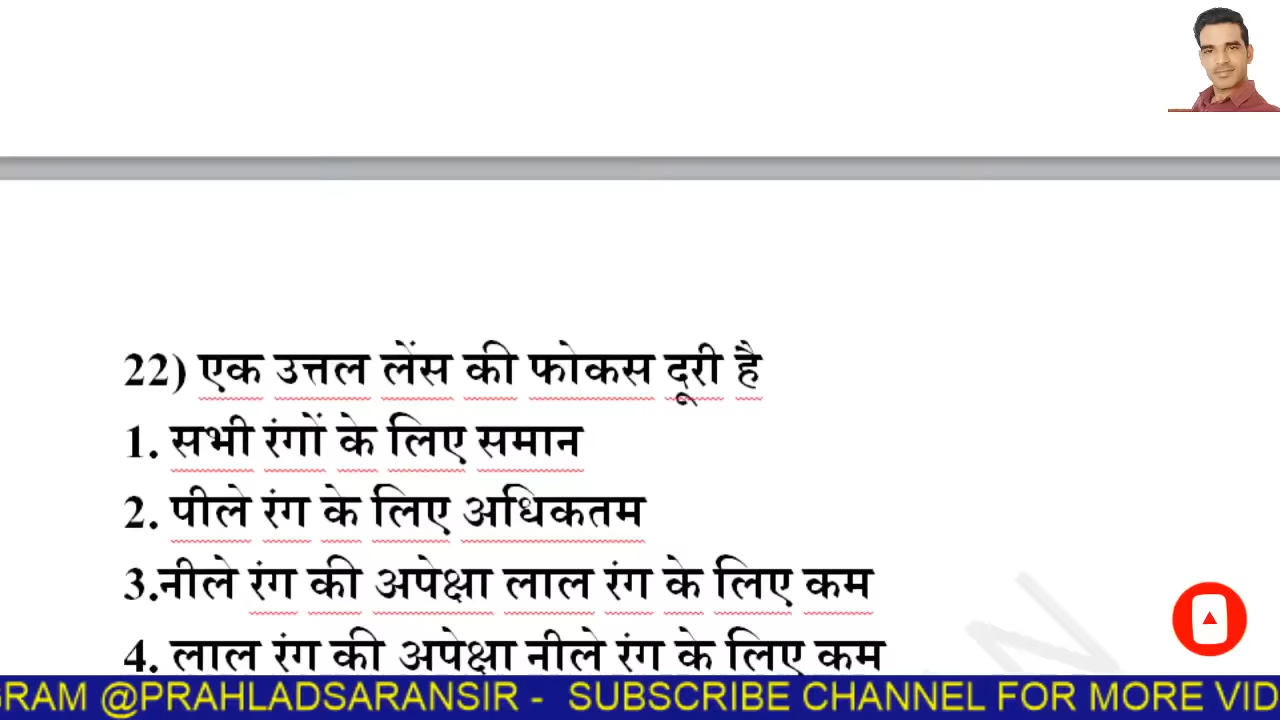 22) एक उत्तल लेंस की फोकस दूरी है
1. सभी रंगों के लिए समान
2. पीले रंग के लिए अधिकतम
3.नीले रंग की अपेक्षा लाल रंग के लिए कम
4. लाल रंग की अपेक्षा नीले रंग के लिए कम
GRAM @PRAHLADSARANSIR - SUBSCRIBE CHANNEL FOR MORE VID